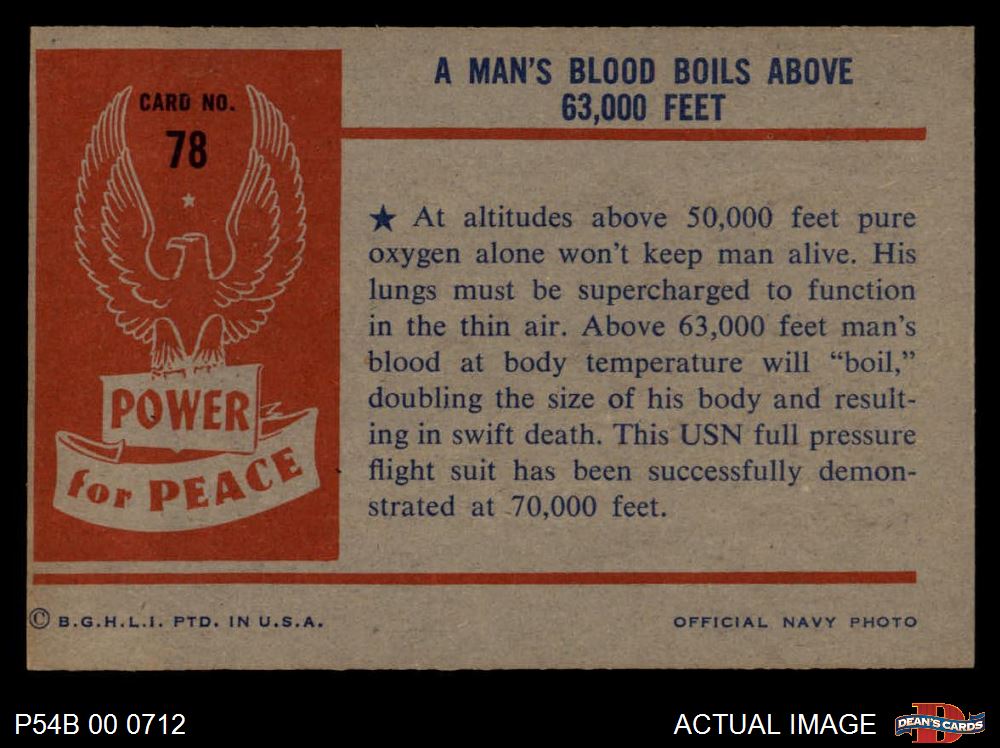 CARD NO.
78
POWER
for PEACE
A MAN'S BLOOD BOILS ABOVE
63,000 FEET
★ At altitudes above 50,000 feet pure
oxygen alone won't keep man alive. His
lungs must be supercharged to function
in the thin air. Above 63,000 feet man's
blood at body temperature will “boil,”
doubling the size of his body and result-
ing in swift death. This USN full pressure
flight suit has been successfully demon-
strated at 70,000 feet.
© B.G.H.L.I. PTD. IN U.S.A.
OFFICIAL NAVY PHOTO
P54B 00 0712
ACTUAL IMAGE
D
DEAN'S CARDS